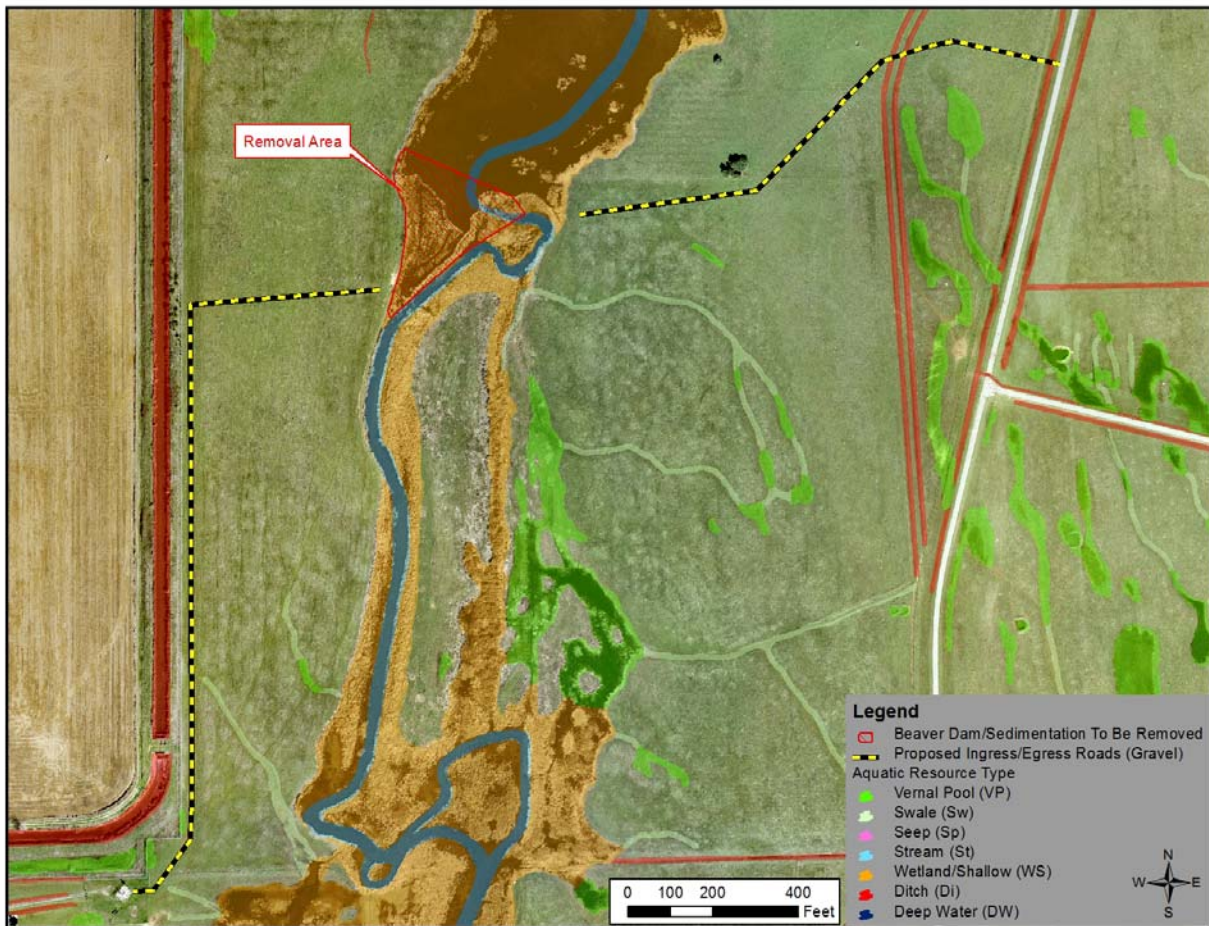 Removal Area
Legend
Beaver Dam/Sedimentation To Be Removed
Proposed Ingress/Egress Roads (Gravel)
Aquatic Resource Type
Vernal Pool (VP)
Swale (Sw)
Seep (Sp)
Stream (St)
Wetland/Shallow (WS)
Ditch (Di)
Deep Water (DW)
N
W E
S
0 100 200 400
Feet